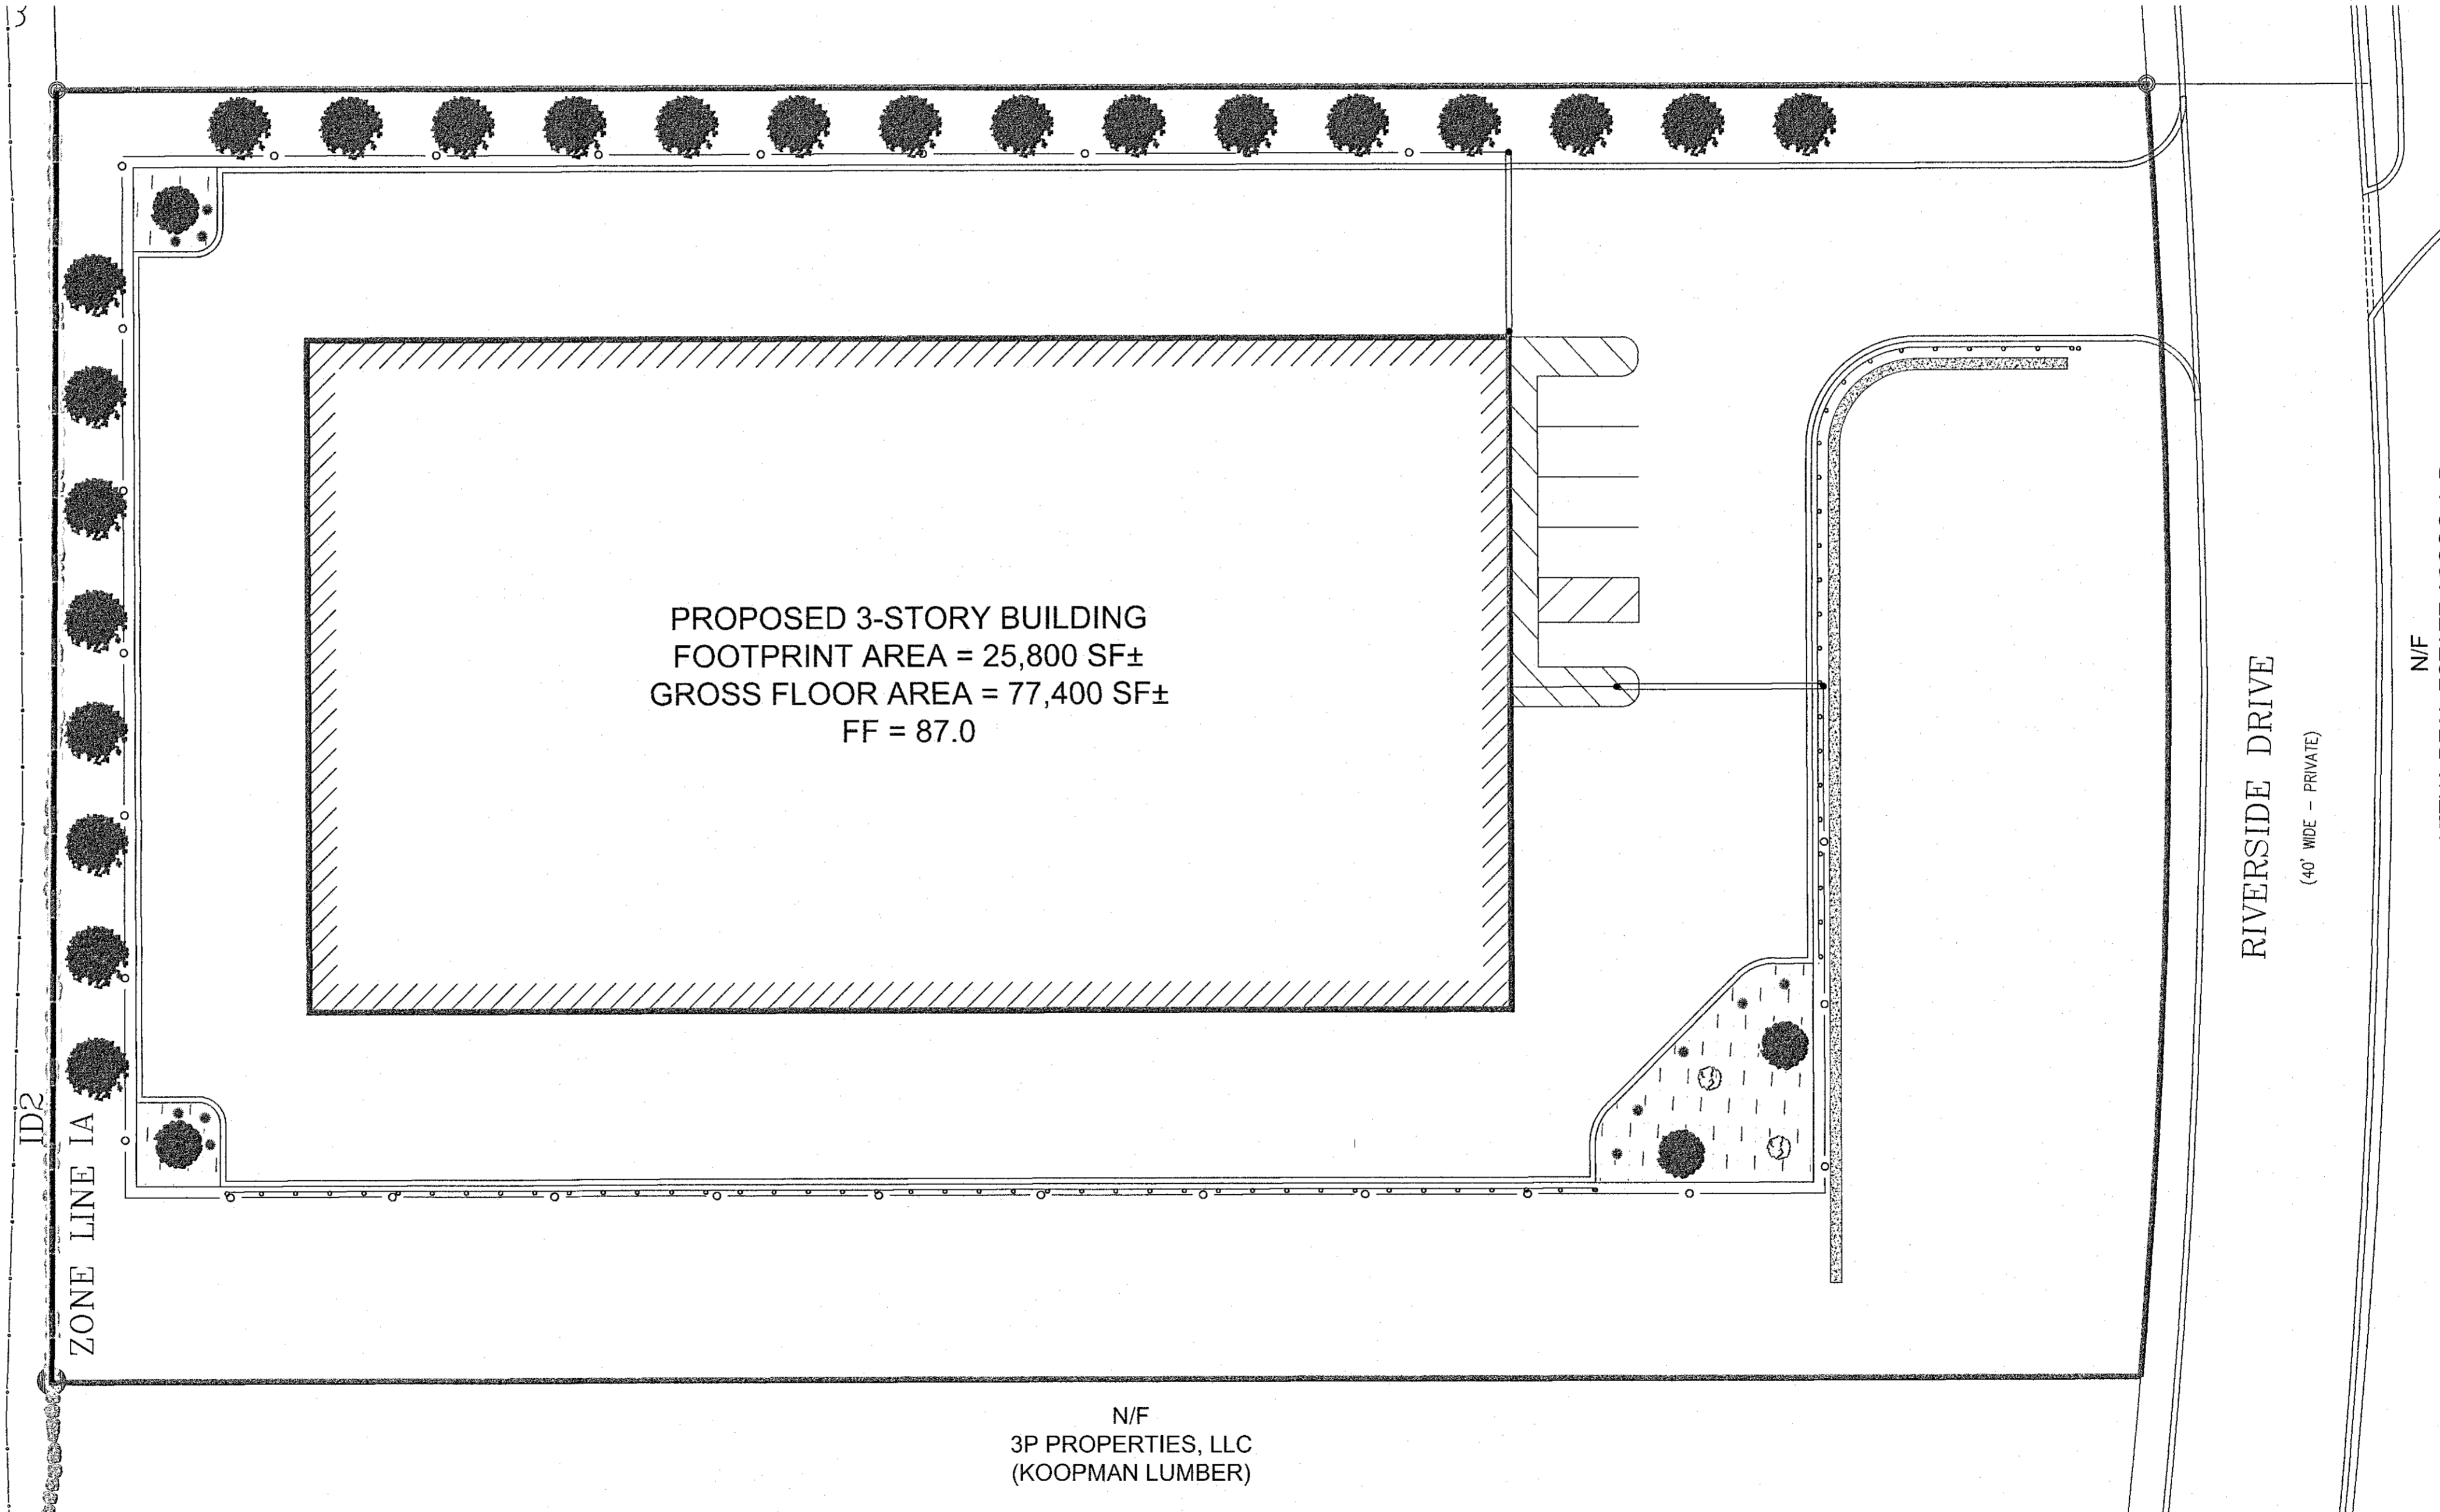 PROPOSED 3-STORY BUILDING
FOOTPRINT AREA = 25,800 SF±
GROSS FLOOR AREA = 77,400 SF±
FF = 87.0
ID2
ZONE LINE IA
RIVERSIDE DRIVE
(40' WIDE - PRIVATE)
N/F
N/F
3P PROPERTIES, LLC
(KOOPMAN LUMBER)